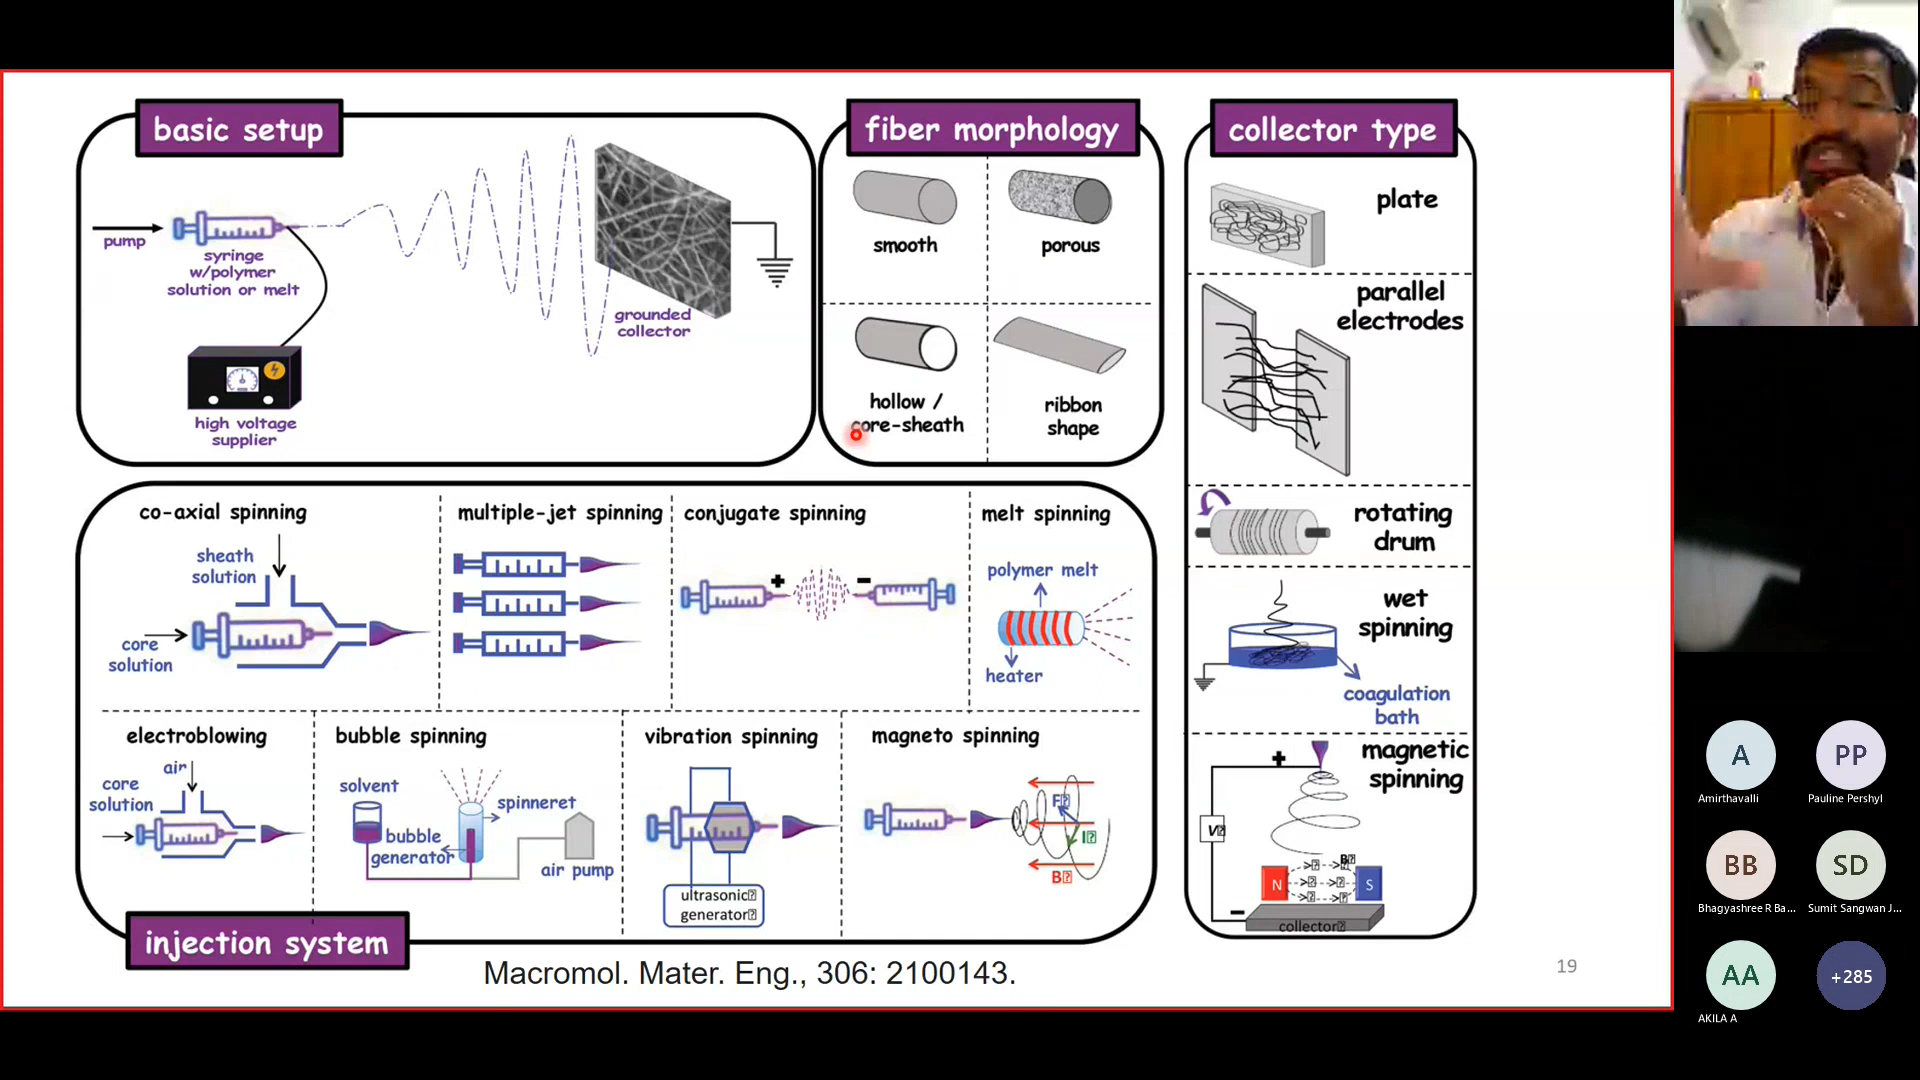 basic setup
pump
syringe
w/polymer
solution or melt
high voltage
supplier
grounded
collector
fiber morphology
smooth
porous
hollow /
core-sheath
ribbon
shape
collector type
plate
parallel
electrodes
rotating
drum
wet
spinning
coagulation
bath
magnetic
spinning
+
V
B
N
S
−
collector
co-axial spinning
sheath
solution
core
solution
multiple-jet spinning
conjugate spinning
+
−
melt spinning
polymer melt
heater
electroblowing
air
core
solution
bubble spinning
solvent
spinneret
bubble
generator
air pump
vibration spinning
ultrasonic
generator
magneto spinning
F
I
B
injection system
Macromol. Mater. Eng., 306: 2100143.
19
A
Amirthavalli
PP
Pauline Pershyl
BB
Bhagyashree R Ba...
SD
Sumit Sangwan J...
AA
AKILA A
+285